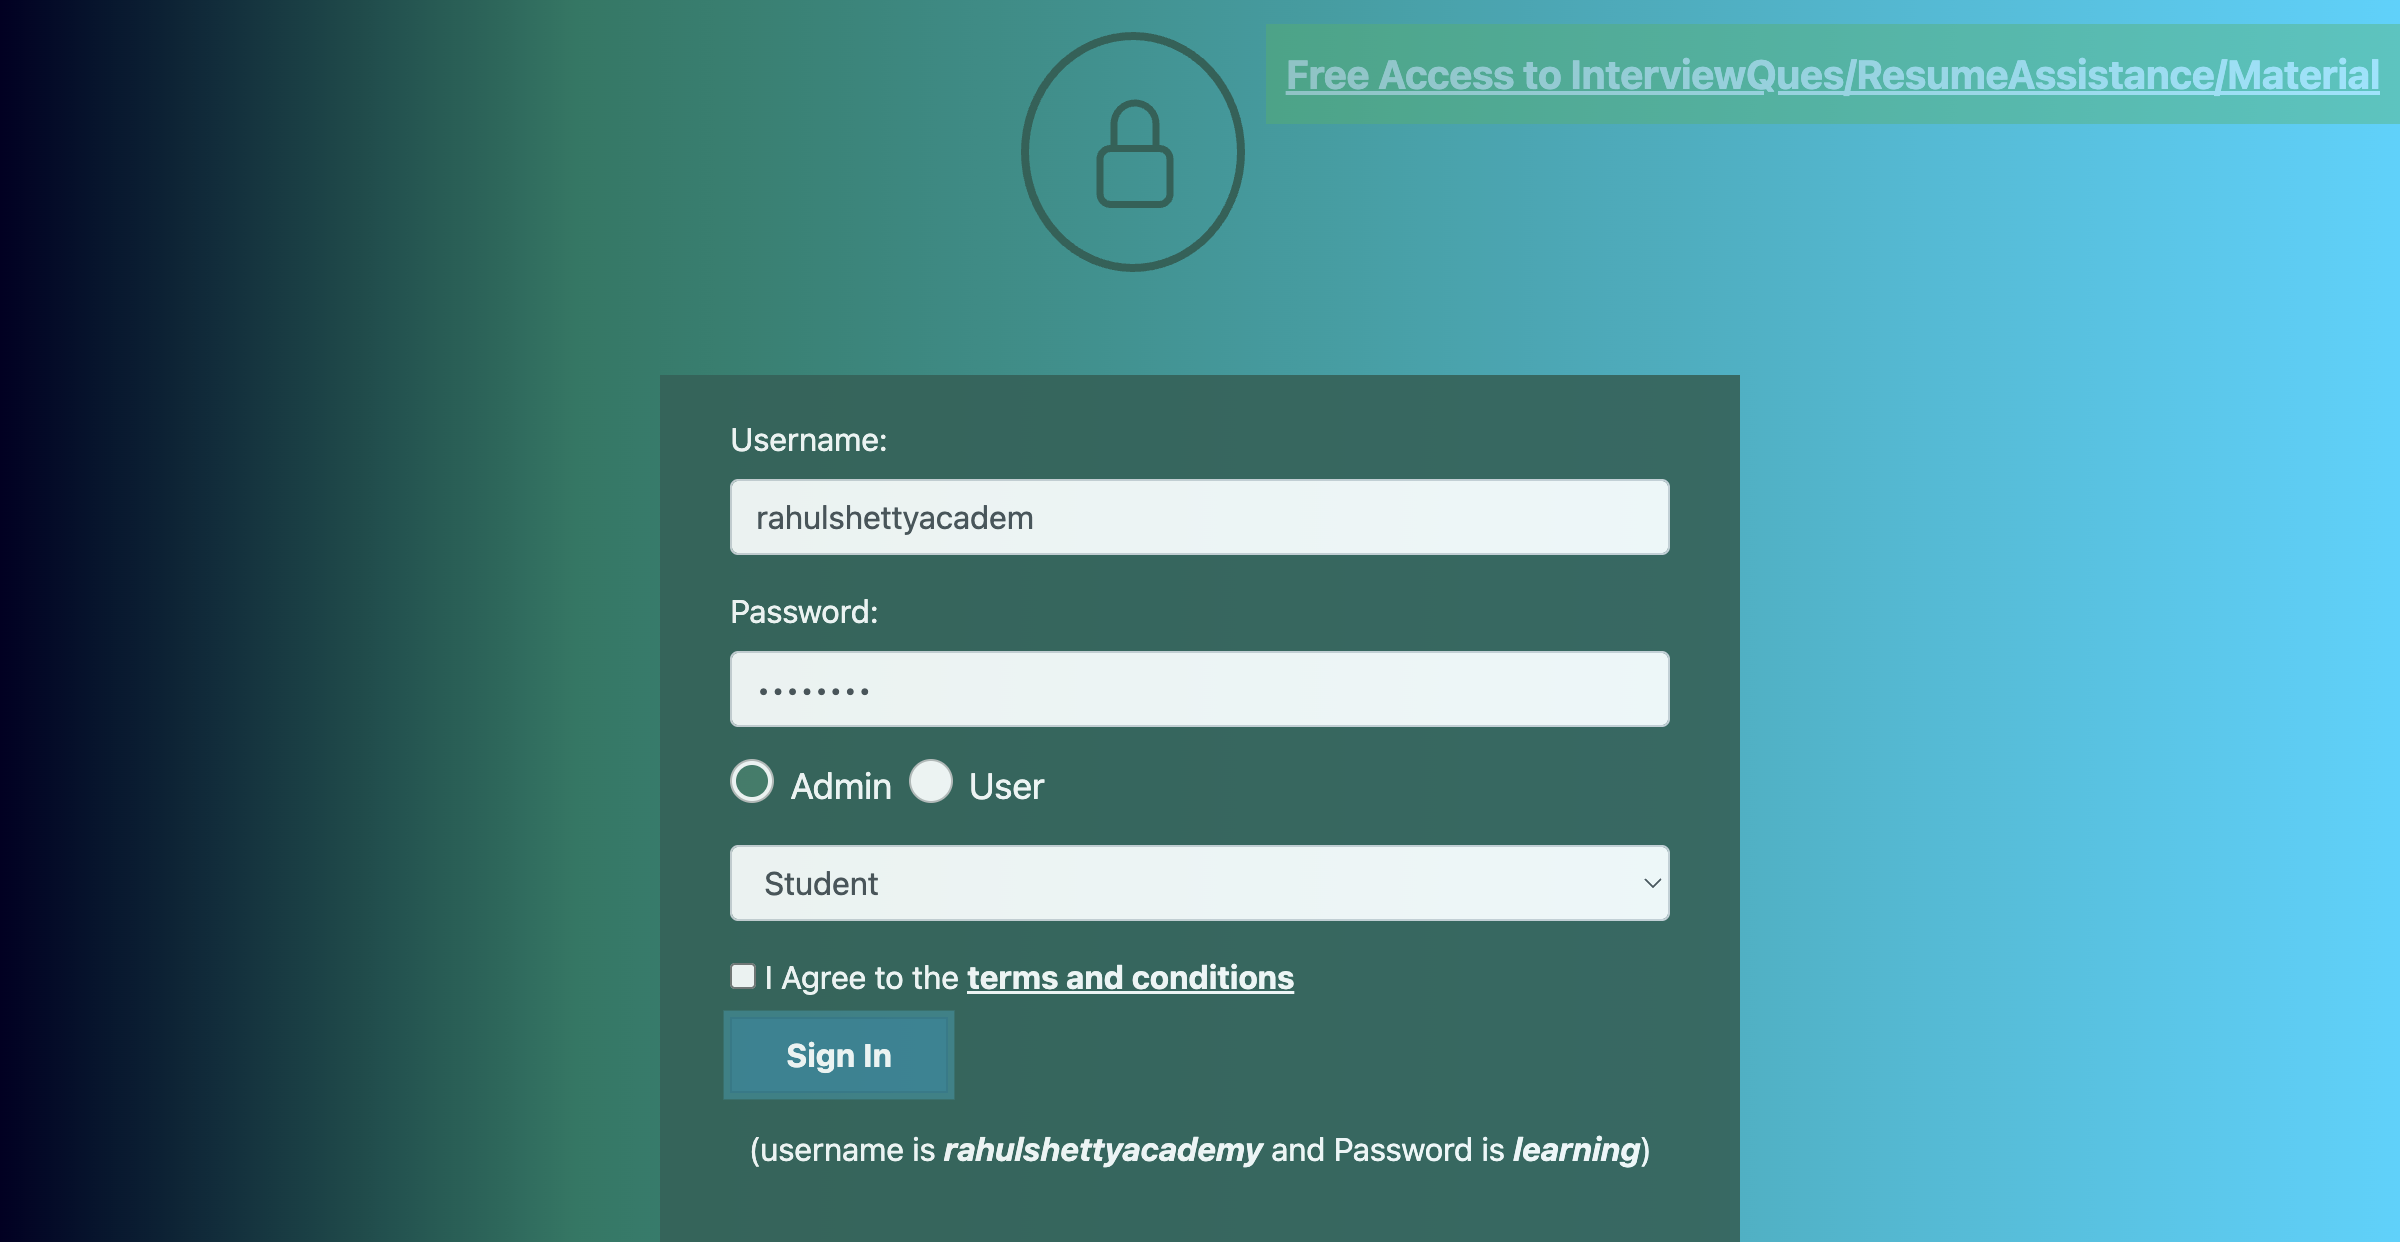 Free Access to InterviewQues/ResumeAssistance/Material
Username:
rahulshettyacadem
Password:
••••••••
Admin User
Student
I Agree to the terms and conditions
Sign In
(username is rahulshettyacademy and Password is learning)